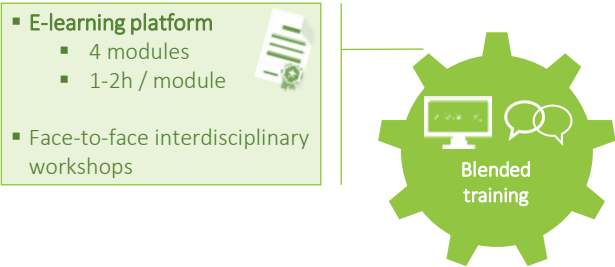 E-learning platform
4 modules
1-2h / module
Face-to-face interdisciplinary
workshops
Blended
training